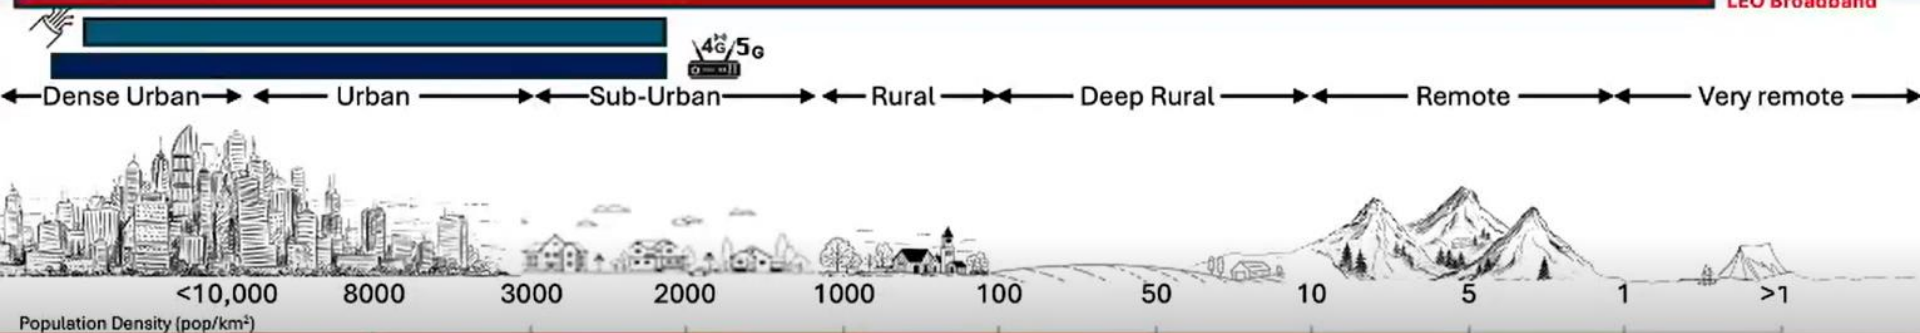 LEO Broadband
4G/5G
Dense Urban Urban Sub-Urban Rural Deep Rural Remote Very remote
<10,000 8000 3000 2000 1000 100 50 10 5 1 >1
Population Density (pop/km²)